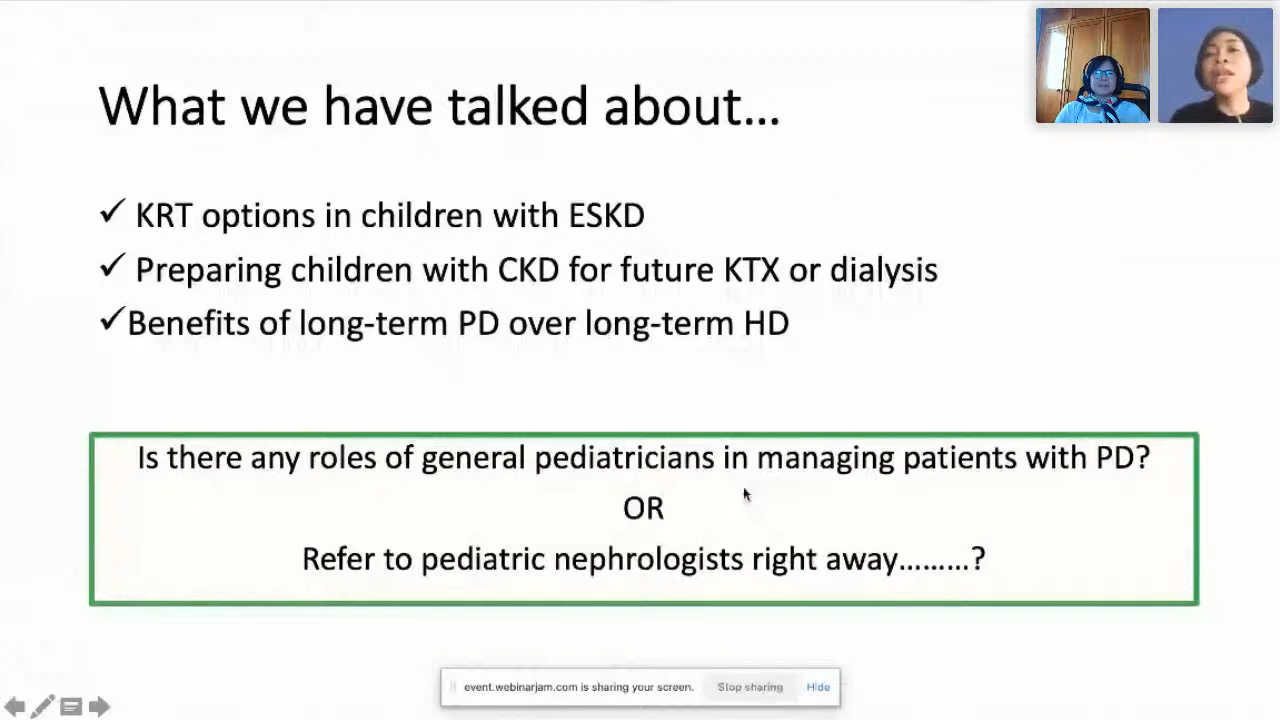 What we have talked about...
✓ KRT options in children with ESKD
✓ Preparing children with CKD for future KTX or dialysis
✓Benefits of long-term PD over long-term HD
Is there any roles of general pediatricians in managing patients with PD?
OR
Refer to pediatric nephrologists right away.........?
event.webinarjam.com is sharing your screen. Stop sharing Hide